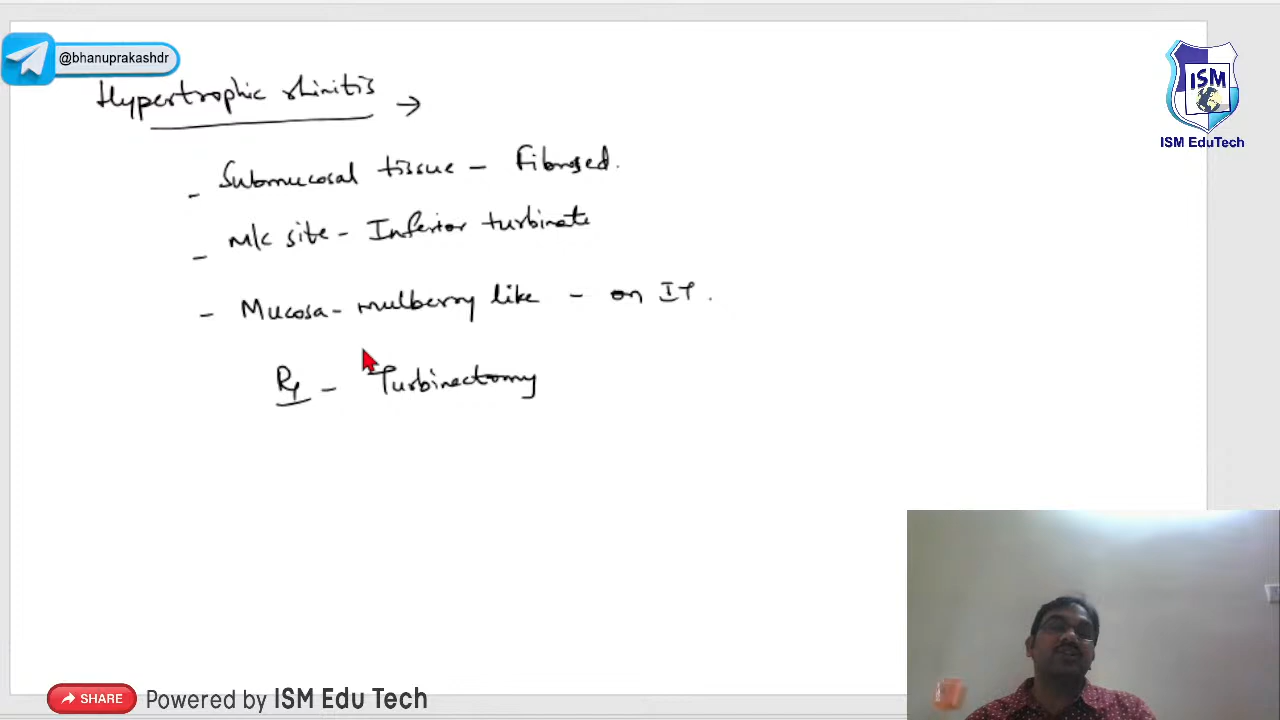 @bhanuprakashdr
ISM
ISM EduTech
Hypertrophic rhinitis →
- Submucosal tissue - Fibrosed.
- M/c site - Inferior turbinate
- Mucosa - mulberry like - on IT.
Rx - Turbinectomy
SHARE Powered by ISM Edu Tech